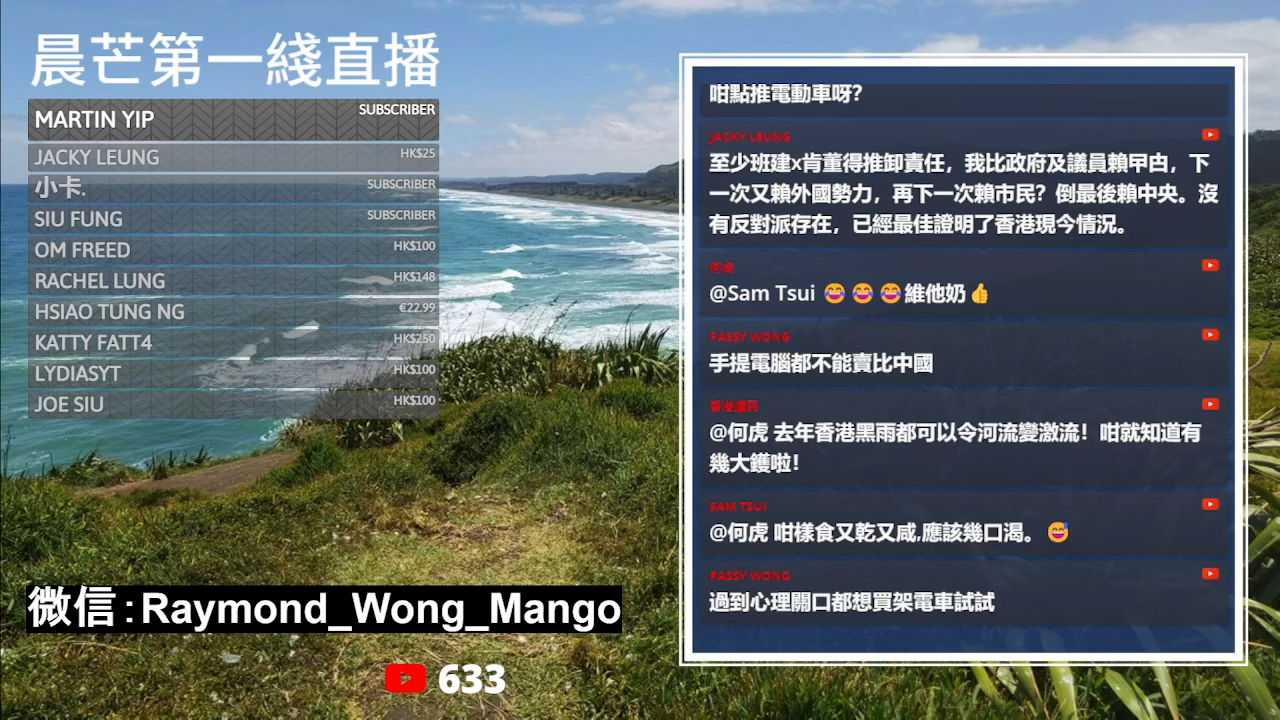 晨芒第一綫直播
MARTIN YIP SUBSCRIBER
JACKY LEUNG HK$25
小卡. SUBSCRIBER
SIU FUNG SUBSCRIBER
OM FREED HK$100
RACHEL LUNG HK$148
HSIAO TUNG NG €22.99
KATTY FATT4 HK$250
LYDIASYT HK$100
JOE SIU HK$100
咁點推電動車呀?
JACKY LEUNG
至少班建x肯董得推卸責任，我比政府及議員賴曱甴，下
一次又賴外國勢力，再下一次賴市民？倒最後賴中央。沒
有反對派存在，已經最佳證明了香港現今情況。
何虎
@Sam Tsui 😂 😂 😂維他奶👍
PASSY WONG
手提電腦都不能賣比中國
@何虎 去年香港黑雨都可以令河流變激流！咁就知道有
幾大鑊啦！
SAM TSUI
@何虎 咁樣食又乾又咸,應該幾口渴。 😅
PASSY WONG
過到心理關口都想買架電車試試
微信:Raymond_Wong_Mango
633